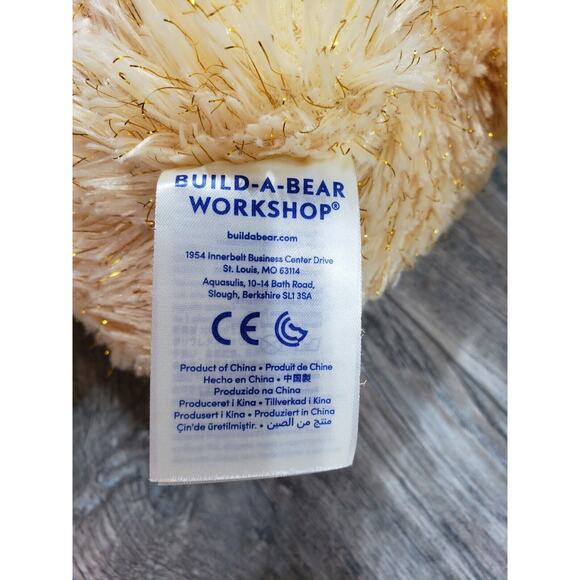 BUILD-A-BEAR
WORKSHOP®
buildabear.com
1954 Innerbelt Business Center Drive
St. Louis, MO 63114
Aquasulis, 10-14 Bath Road,
Slough, Berkshire SL1 3SA
CE
Product of China • Produit de Chine
Hecho en China • 中国製
Produzido na China
Produceret i Kina • Tillverkad i Kina
Produsert i Kina • Produziert in China
Çin'de üretilmiştir. • منتج من الصين